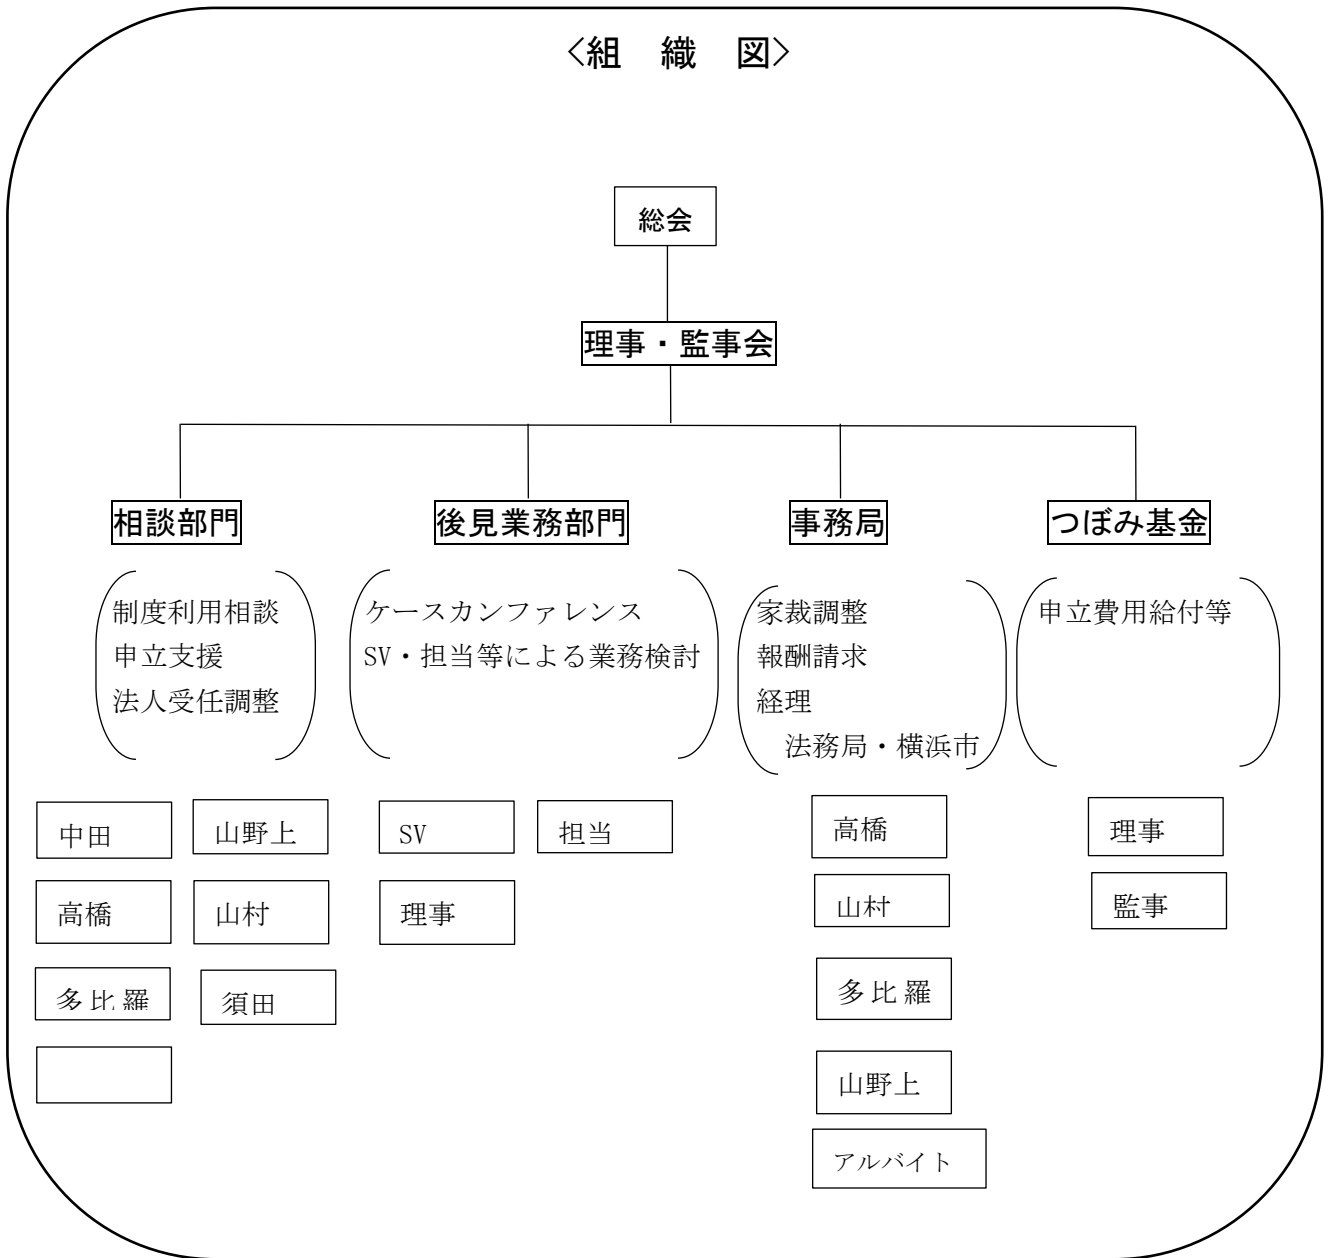 <組　織　図>
総会
理事・監事会
相談部門
後見業務部門
事務局
つぼみ基金
制度利用相談
申立支援
法人受任調整
ケースカンファレンス
SV・担当等による業務検討
家裁調整
報酬請求
経理
法務局・横浜市
申立費用給付等
中田
山野上
高橋
山村
多比羅
須田
SV
担当
理事
高橋
山村
多比羅
山野上
アルバイト
理事
監事